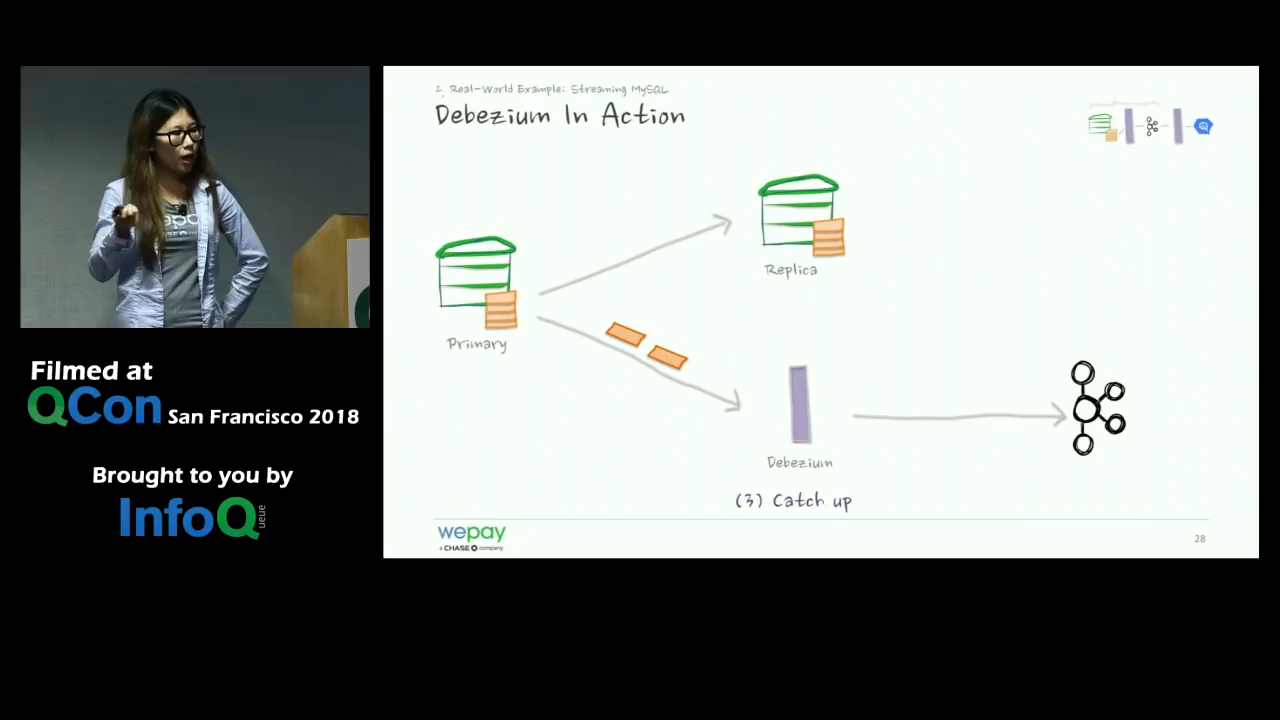 2. Real-World Example: Streaming MySQL
Debezium In Action
Replica
Primary
Debezium
(3) Catch up
wepay
a CHASE company
28
Filmed at
QCon San Francisco 2018
Brought to you by
InfoQ
queue